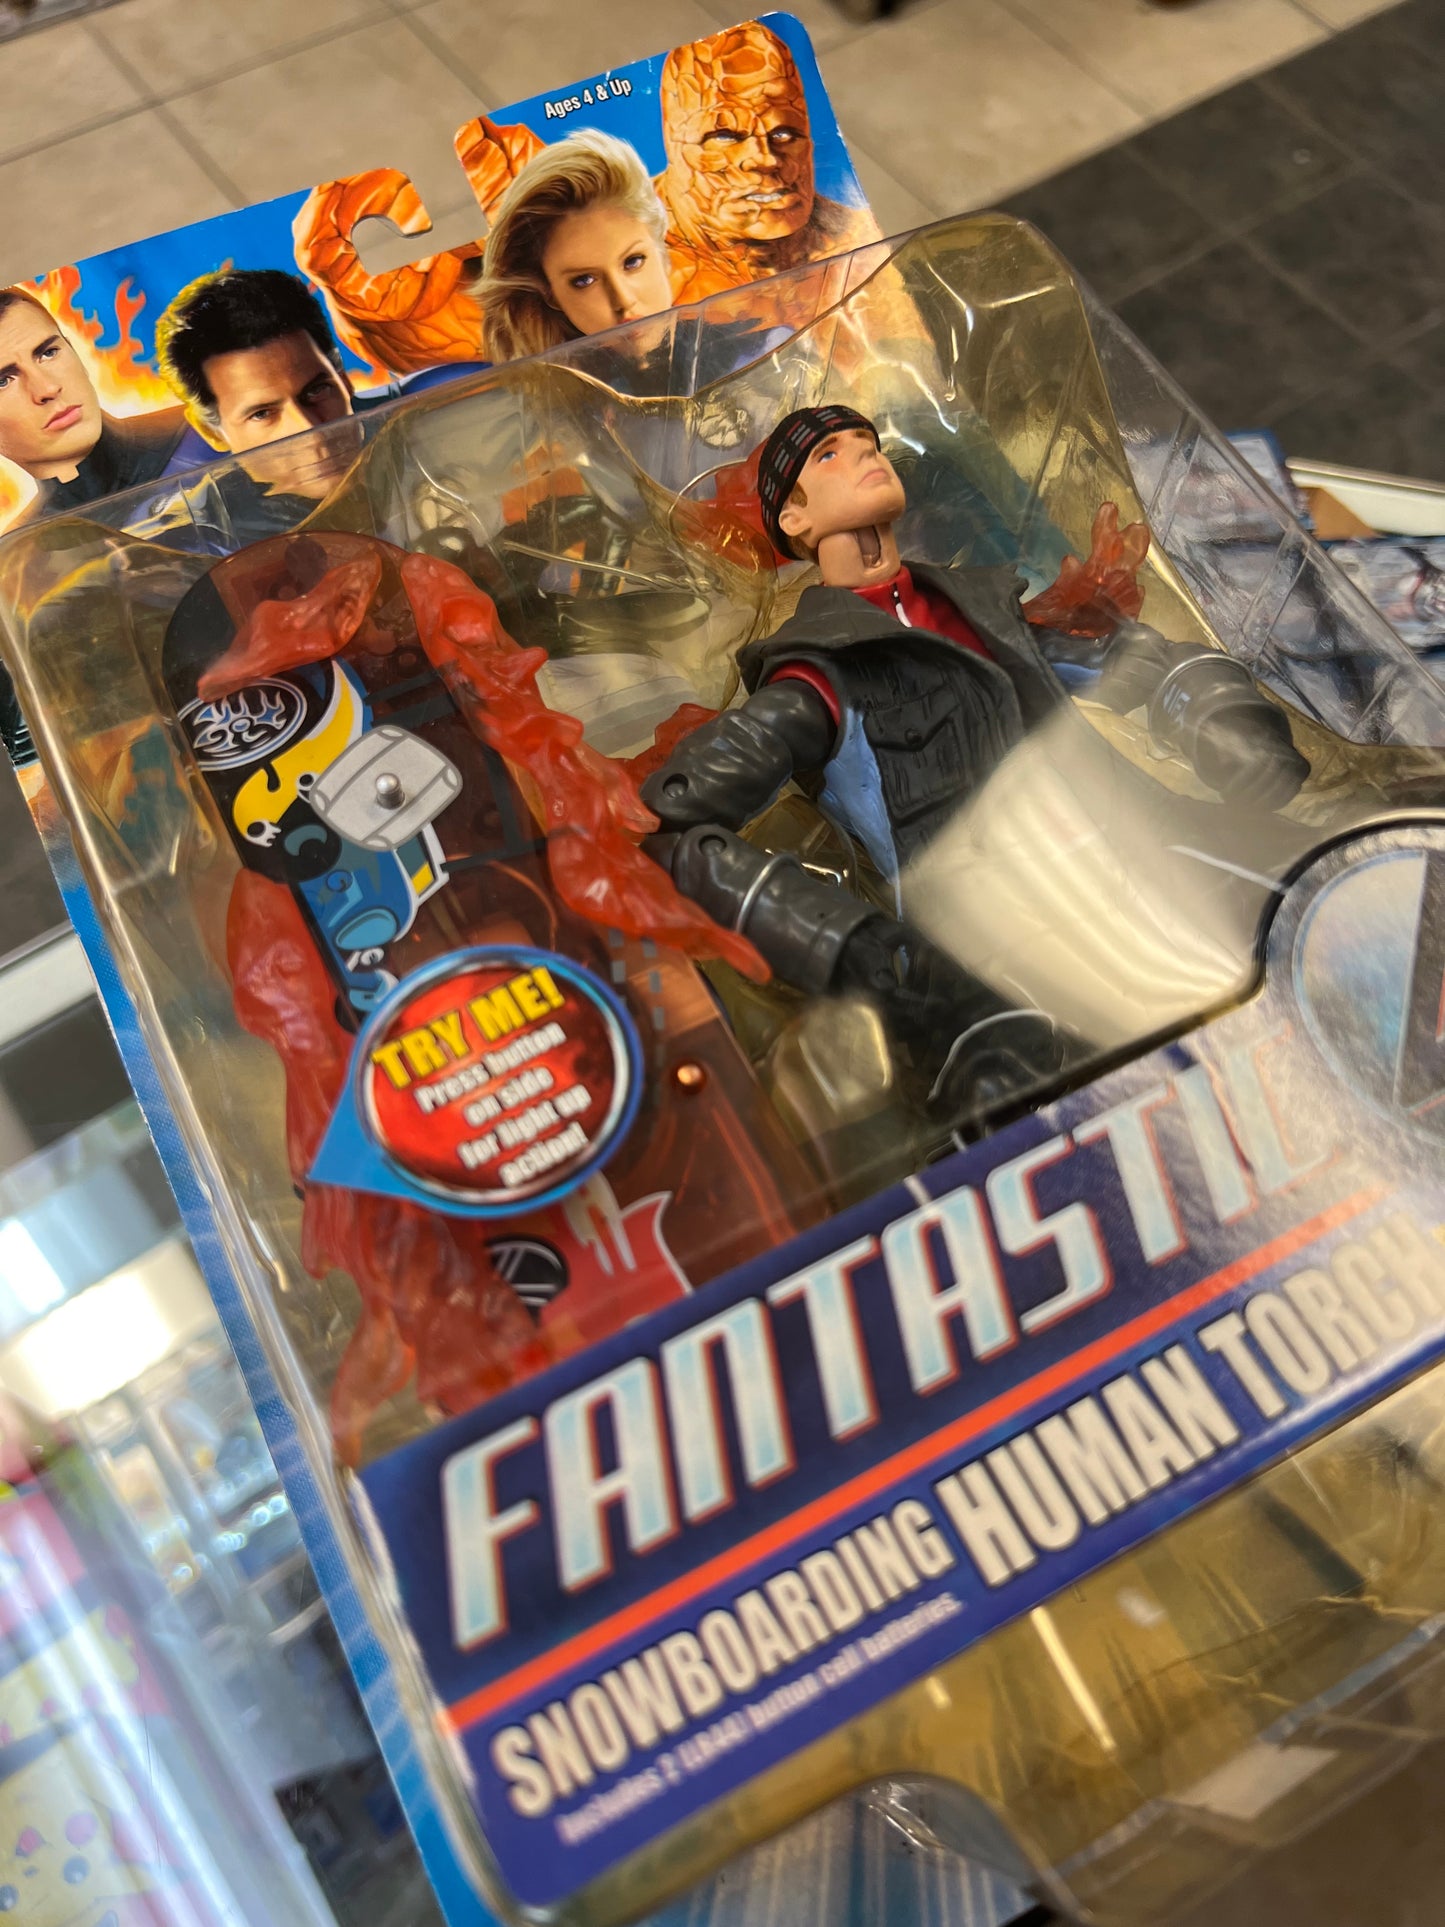 Ages 4 & Up
TRY ME!
Press button
on side
for light up
action!
FANTASTIC
SNOWBOARDING HUMAN TORCH
Includes 2 (LR44) button cell batteries.